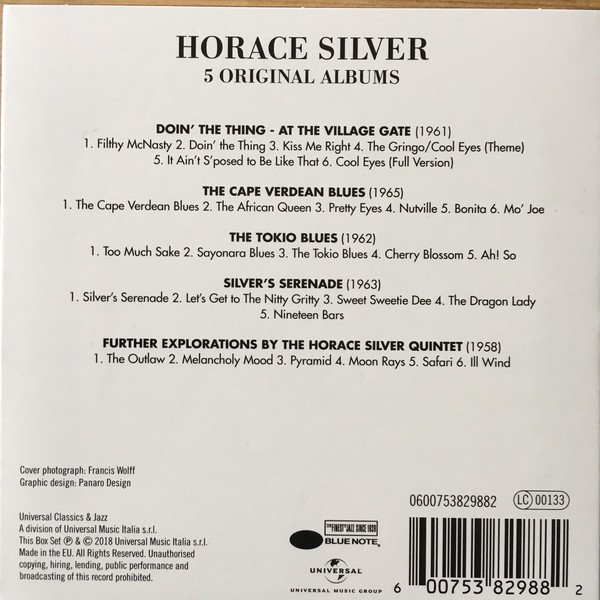 HORACE SILVER
5 ORIGINAL ALBUMS
DOIN' THE THING - AT THE VILLAGE GATE (1961)
1. Filthy McNasty 2. Doin' the Thing 3. Kiss Me Right 4. The Gringo/Cool Eyes (Theme)
5. It Ain't S'posed to Be Like That 6. Cool Eyes (Full Version)
THE CAPE VERDEAN BLUES (1965)
1. The Cape Verdean Blues 2. The African Queen 3. Pretty Eyes 4. Nutville 5. Bonita 6. Mo' Joe
THE TOKIO BLUES (1962)
1. Too Much Sake 2. Sayonara Blues 3. The Tokio Blues 4. Cherry Blossom 5. Ah! So
SILVER'S SERENADE (1963)
1. Silver's Serenade 2. Let's Get to The Nitty Gritty 3. Sweet Sweetie Dee 4. The Dragon Lady
5. Nineteen Bars
FURTHER EXPLORATIONS BY THE HORACE SILVER QUINTET (1958)
1. The Outlaw 2. Melancholy Mood 3. Pyramid 4. Moon Rays 5. Safari 6. Ill Wind
Cover photograph: Francis Wolff
Graphic design: Panaro Design
Universal Classics & Jazz
A division of Universal Music Italia s.r.l.
This Box Set ℗ & © 2018 Universal Music Italia s.r.l.
Made in the EU. All Rights Reserved. Unauthorised
copying, hiring, lending, public performance and
broadcasting of this record prohibited.
THE FINEST IN JAZZ SINCE 1939
BLUE NOTE
UNIVERSAL
UNIVERSAL MUSIC GROUP
0600753829882
LC 00133
6 00753 82988 2